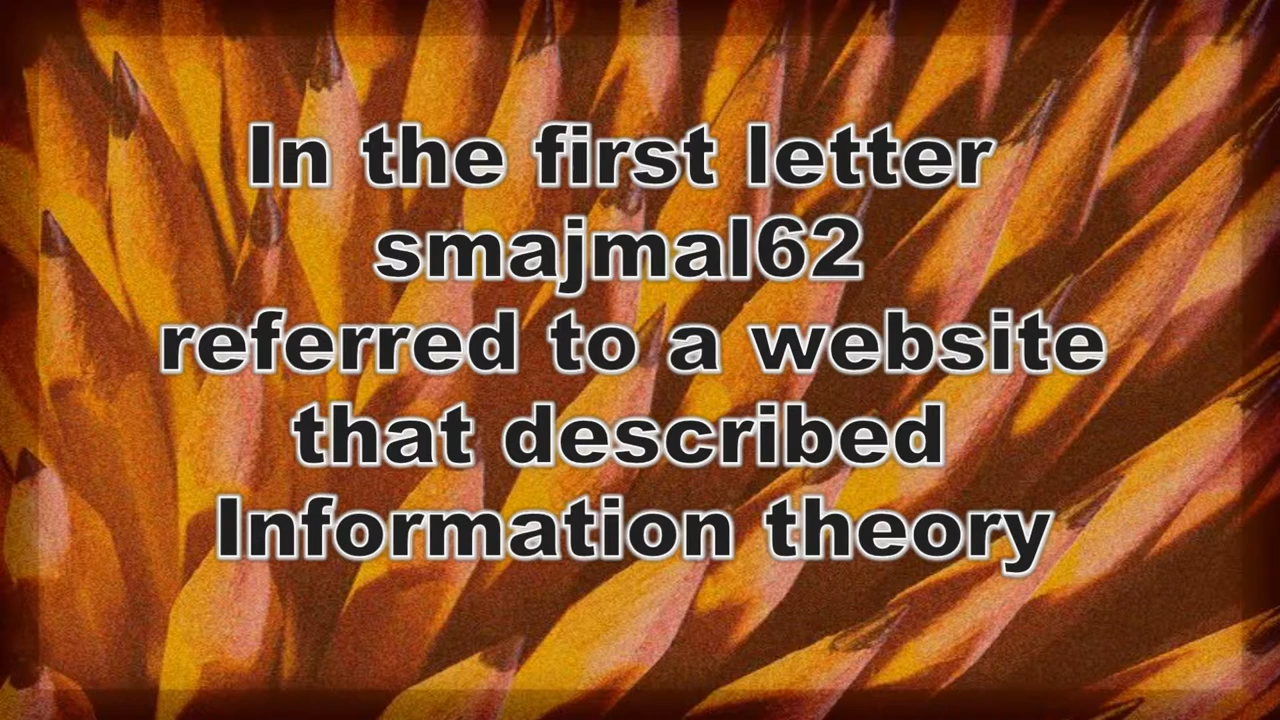 In the first letter
smajmal62
referred to a website
that described
Information theory